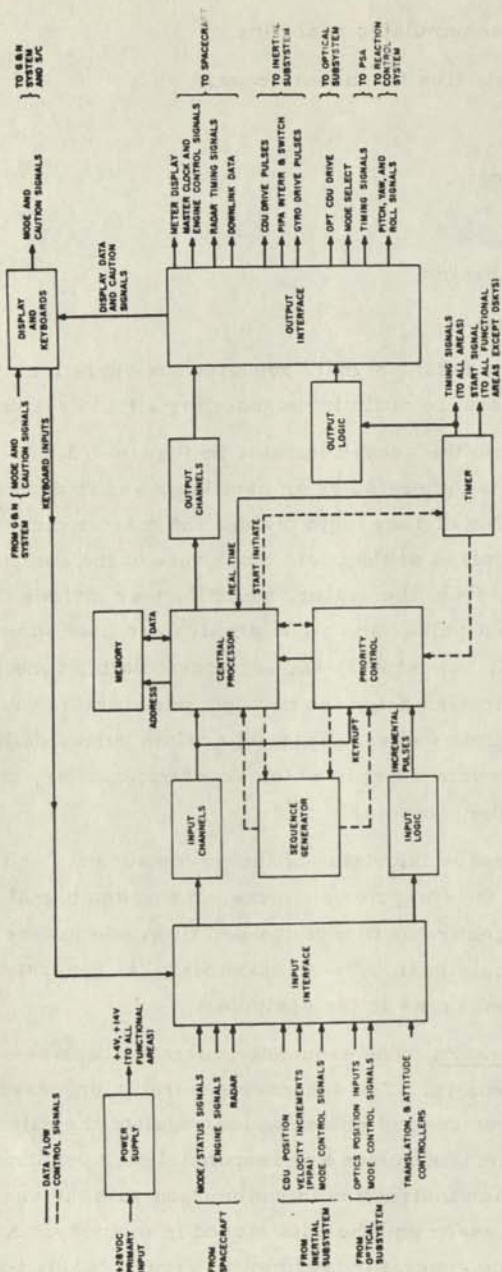 DATA FLOW
CONTROL SIGNALS
+28VDC
PRIMARY
INPUT
POWER
SUPPLY
+4V, +14V
(TO ALL
FUNCTIONAL
AREAS)
FROM G&N
SYSTEM
MODE AND
CAUTION SIGNALS
KEYBOARD INPUTS
DISPLAY
AND
KEYBOARDS
MODE AND
CAUTION SIGNALS
TO G&N
SYSTEM
AND S/C
DISPLAY DATA
AND CAUTION
SIGNALS
FROM
SPACECRAFT
MODE/STATUS SIGNALS
ENGINE SIGNALS
RADAR
FROM
INERTIAL
SUBSYSTEM
CDU POSITION
VELOCITY INCREMENTS
(PIPA)
MODE CONTROL SIGNALS
FROM
OPTICAL
SUBSYSTEM
OPTICS POSITION INPUTS
MODE CONTROL SIGNALS
TRANSLATION, & ATTITUDE
CONTROLLERS
INPUT
INTERFACE
INPUT
CHANNELS
INPUT
LOGIC
SEQUENCE
GENERATOR
KEYRUPT
INCREMENTAL
PULSES
MEMORY
ADDRESS
DATA
CENTRAL
PROCESSOR
PRIORITY
CONTROL
REAL TIME
START INITIATE
OUTPUT
CHANNELS
OUTPUT
LOGIC
TIMER
TIMING SIGNALS
(TO ALL AREAS)
START SIGNAL
(TO ALL FUNCTIONAL
AREAS EXCEPT DSKYS)
OUTPUT
INTERFACE
METER DISPLAY
MASTER CLOCK AND
ENGINE CONTROL SIGNALS
RADAR TIMING SIGNALS
DOWNLINK DATA
TO SPACECRAFT
CDU DRIVE PULSES
PIPA INTERR & SWITCH
GYRO DRIVE PULSES
TO INERTIAL
SUBSYSTEM
OPT CDU DRIVE
MODE SELECT
TO OPTICAL
SUBSYSTEM
TIMING SIGNALS
TO PSA
PITCH, YAW, AND
ROLL SIGNALS
TO REACTION
CONTROL
SYSTEM